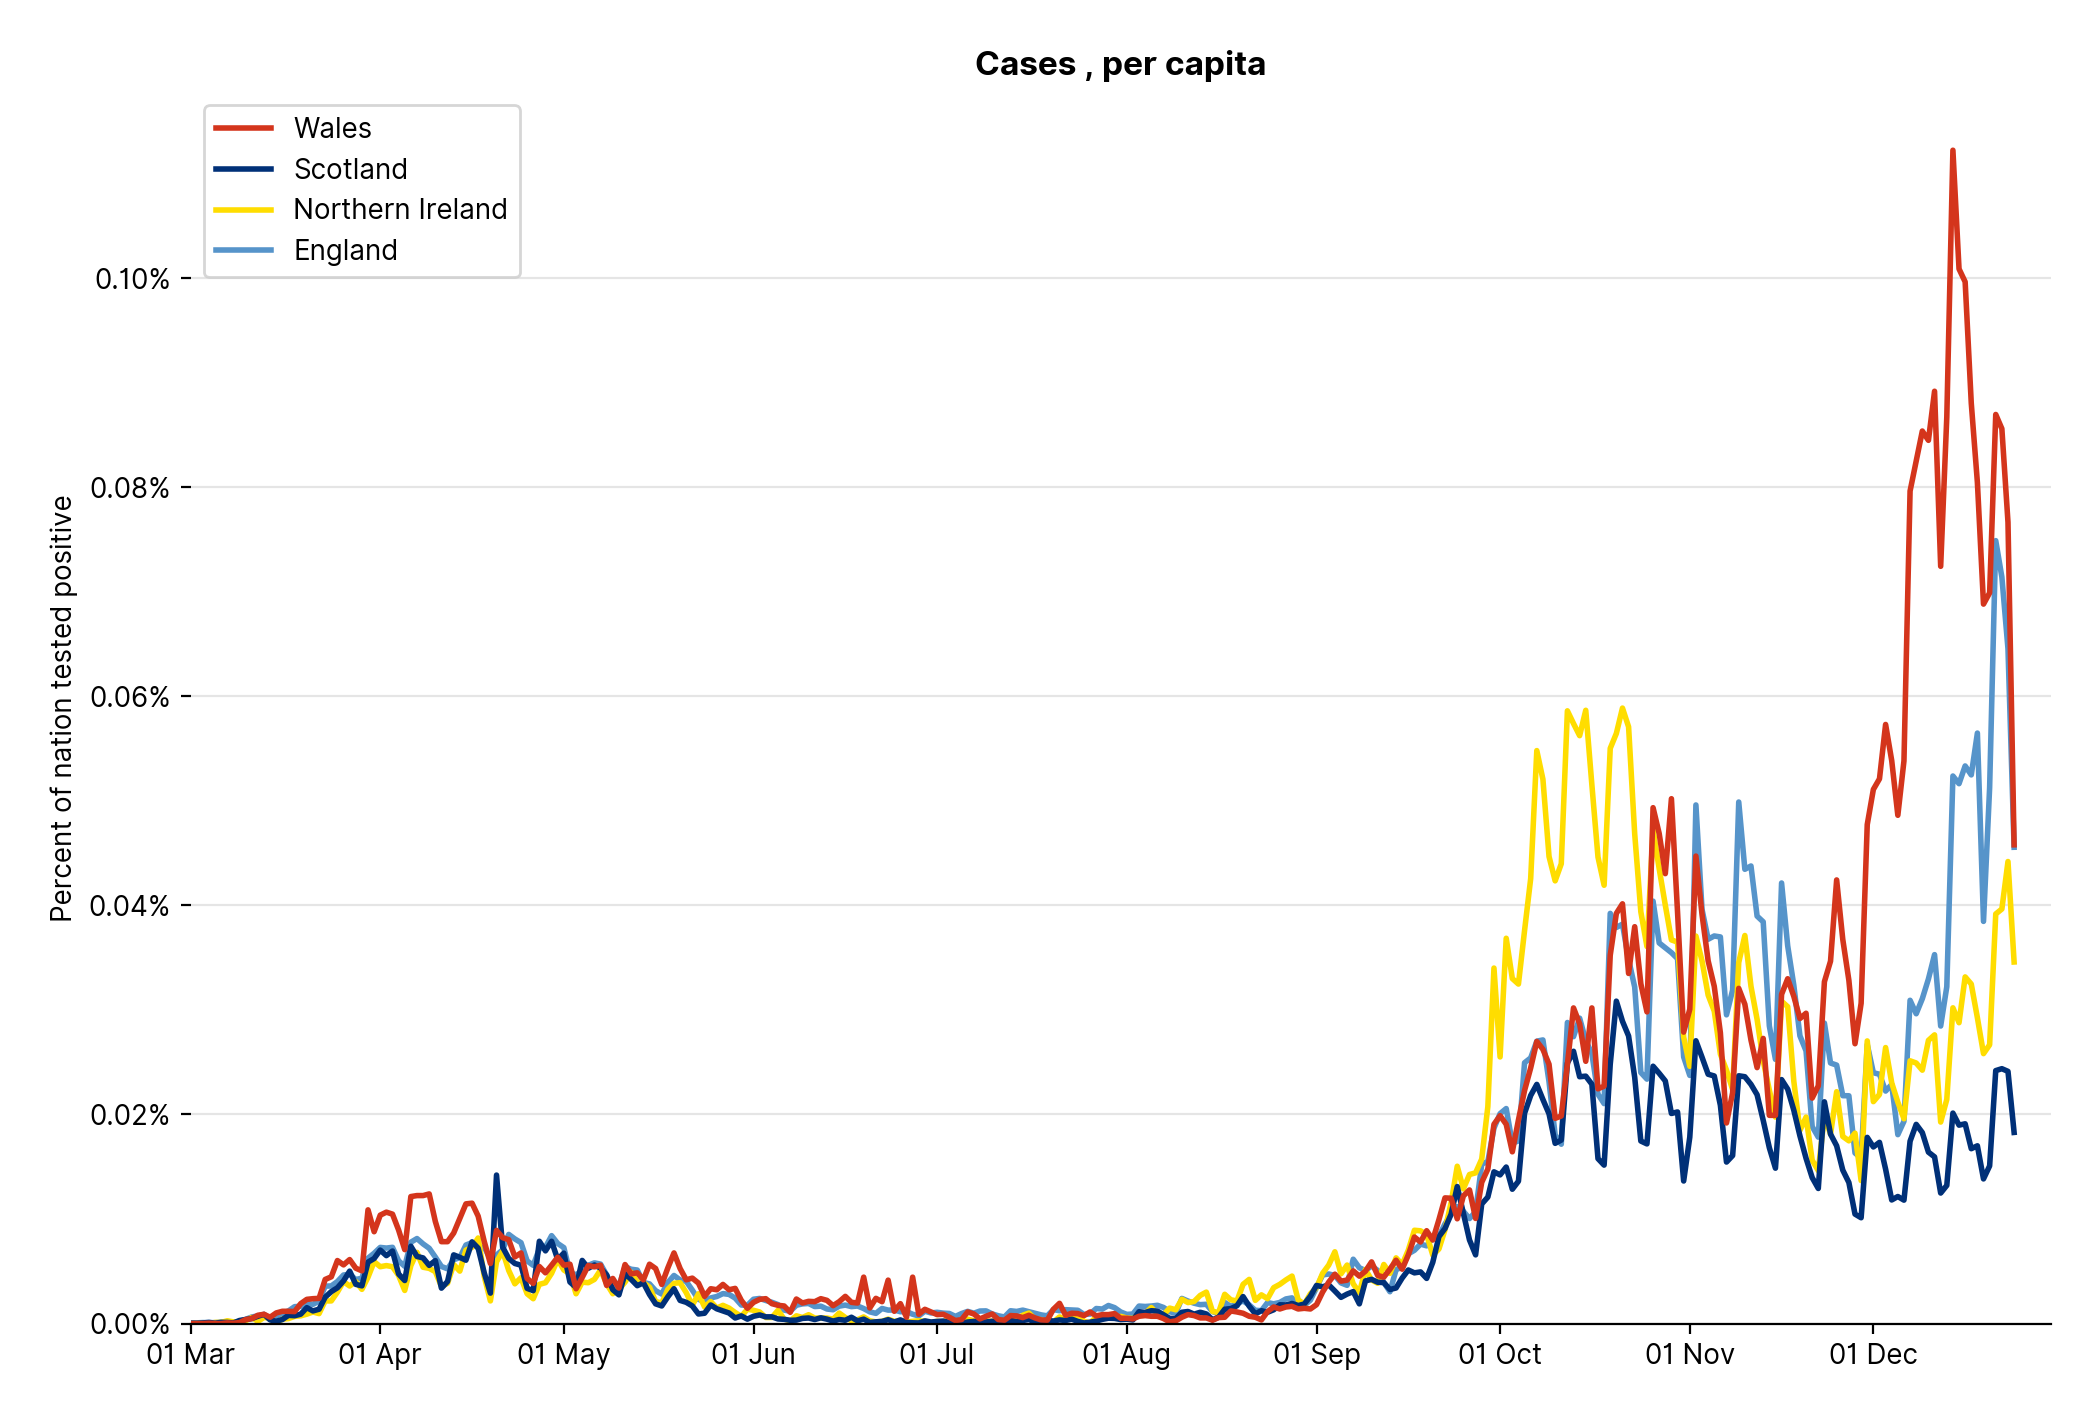 Cases , per capita
Wales
Scotland
Northern Ireland
England
Percent of nation tested positive
0.10%
0.08%
0.06%
0.04%
0.02%
0.00%
01 Mar 01 Apr 01 May 01 Jun 01 Jul 01 Aug 01 Sep 01 Oct 01 Nov 01 Dec